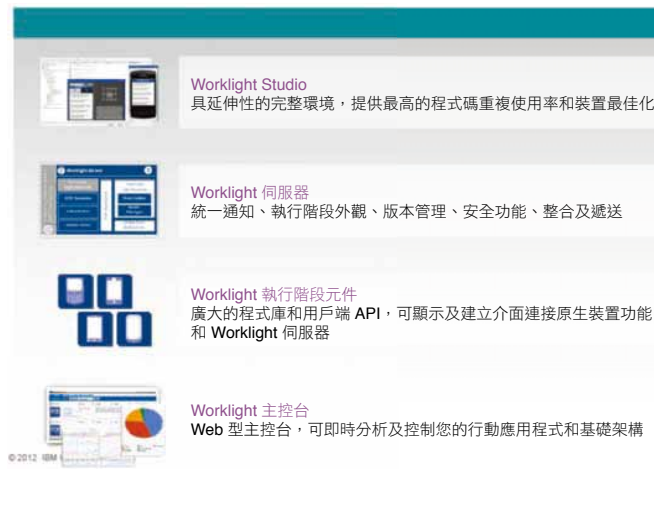 Worklight Studio
具延伸性的完整環境，提供最高的程式碼重複使用率和裝置最佳化
Worklight 伺服器
統一通知、執行階段外觀、版本管理、安全功能、整合及遞送
Worklight 執行階段元件
廣大的程式庫和用戶端 API，可顯示及建立介面連接原生裝置功能
和 Worklight 伺服器
Worklight 主控台
Web 型主控台，可即時分析及控制您的行動應用程式和基礎架構
© 2012 IBM